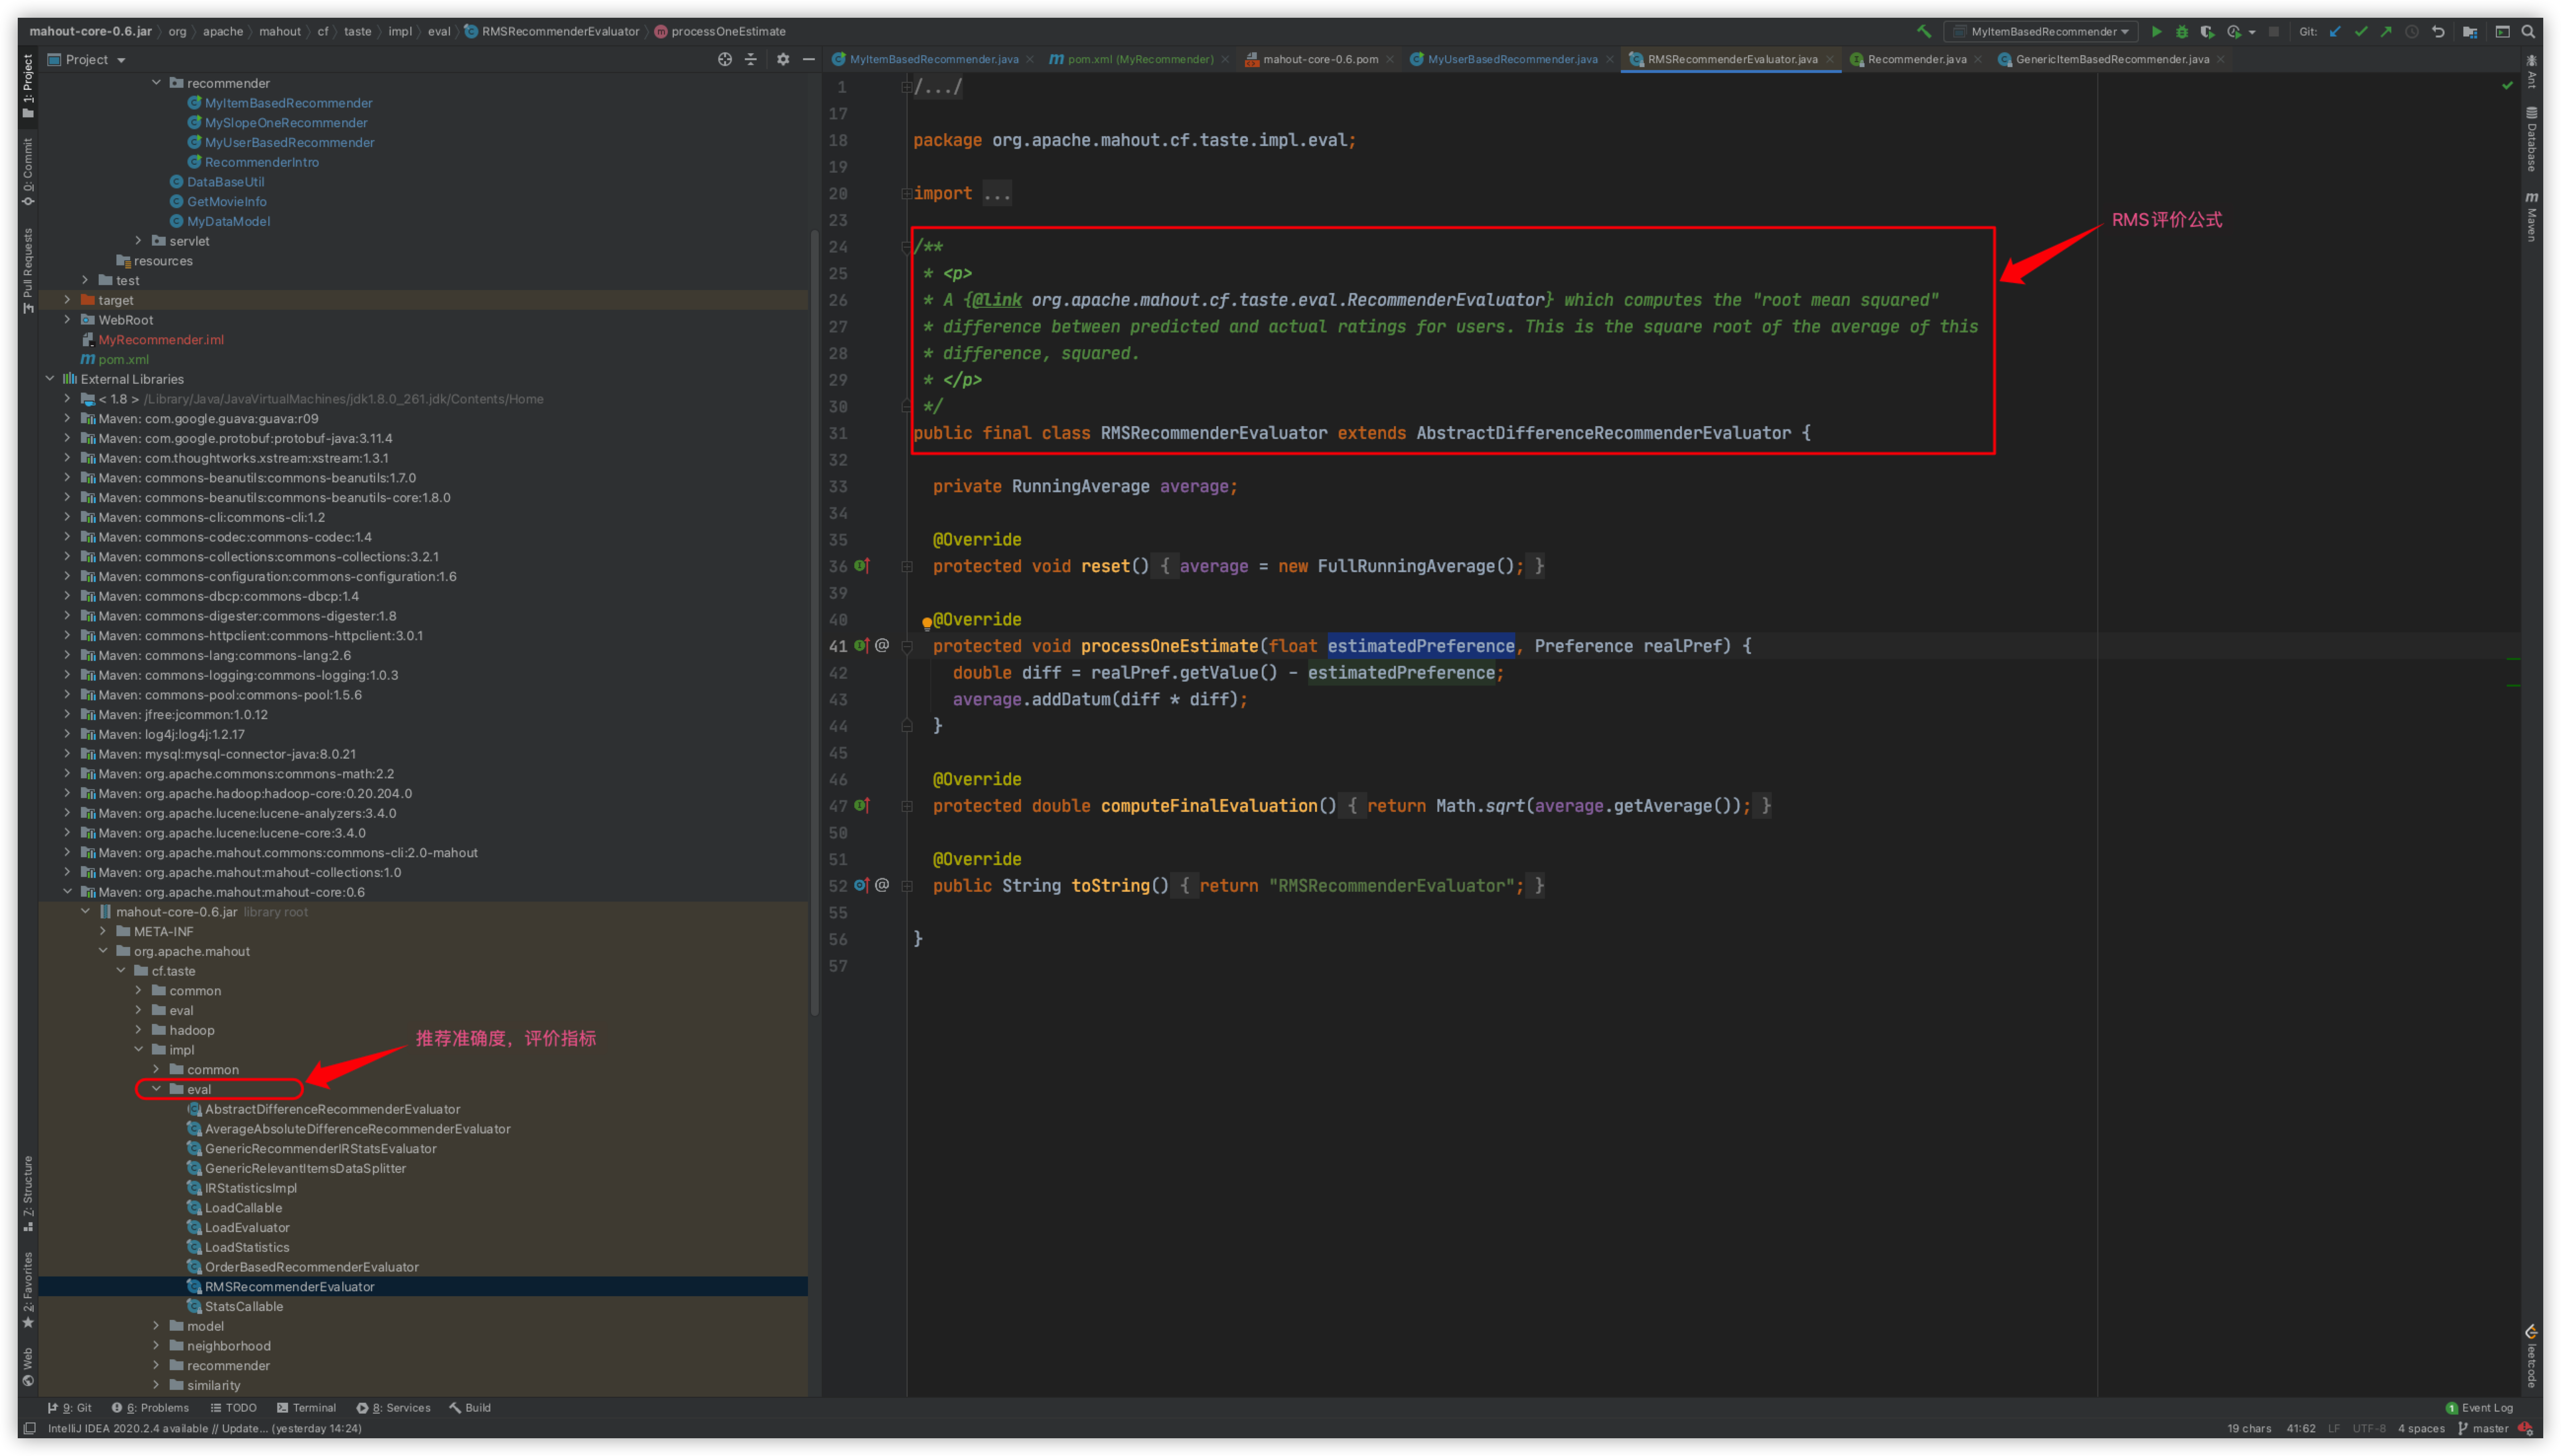 mahout-core-0.6.jar org apache mahout cf taste impl eval RMSRecommenderEvaluator processOneEstimate
MyItemBasedRecommender Git:
Project
MyItemBasedRecommender.java pom.xml (MyRecommender) mahout-core-0.6.pom MyUserBasedRecommender.java RMSRecommenderEvaluator.java Recommender.java GenericItemBasedRecommender.java
1: Project
0: Commit
Pull Requests
Z: Structure
2: Favorites
Web
recommender
MyItemBasedRecommender
MySlopeOneRecommender
MyUserBasedRecommender
RecommenderIntro
DataBaseUtil
GetMovieInfo
MyDataModel
servlet
resources
test
target
WebRoot
MyRecommender.iml
pom.xml
External Libraries
< 1.8 > /Library/Java/JavaVirtualMachines/jdk1.8.0_261.jdk/Contents/Home
Maven: com.google.guava:guava:r09
Maven: com.google.protobuf:protobuf-java:3.11.4
Maven: com.thoughtworks.xstream:xstream:1.3.1
Maven: commons-beanutils:commons-beanutils:1.7.0
Maven: commons-beanutils:commons-beanutils-core:1.8.0
Maven: commons-cli:commons-cli:1.2
Maven: commons-codec:commons-codec:1.4
Maven: commons-collections:commons-collections:3.2.1
Maven: commons-configuration:commons-configuration:1.6
Maven: commons-dbcp:commons-dbcp:1.4
Maven: commons-digester:commons-digester:1.8
Maven: commons-httpclient:commons-httpclient:3.0.1
Maven: commons-lang:commons-lang:2.6
Maven: commons-logging:commons-logging:1.0.3
Maven: commons-pool:commons-pool:1.5.6
Maven: jfree:jcommon:1.0.12
Maven: log4j:log4j:1.2.17
Maven: mysql:mysql-connector-java:8.0.21
Maven: org.apache.commons:commons-math:2.2
Maven: org.apache.hadoop:hadoop-core:0.20.204.0
Maven: org.apache.lucene:lucene-analyzers:3.4.0
Maven: org.apache.lucene:lucene-core:3.4.0
Maven: org.apache.mahout.commons:commons-cli:2.0-mahout
Maven: org.apache.mahout:mahout-collections:1.0
Maven: org.apache.mahout:mahout-core:0.6
mahout-core-0.6.jar library root
META-INF
org.apache.mahout
cf.taste
common
eval
hadoop
impl
common
eval
推荐准确度，评价指标
AbstractDifferenceRecommenderEvaluator
AverageAbsoluteDifferenceRecommenderEvaluator
GenericRecommenderIRStatsEvaluator
GenericRelevantItemsDataSplitter
IRStatisticsImpl
LoadCallable
LoadEvaluator
LoadStatistics
OrderBasedRecommenderEvaluator
RMSRecommenderEvaluator
StatsCallable
model
neighborhood
recommender
similarity
1 /.../
17
18 package org.apache.mahout.cf.taste.impl.eval;
19
20 import ...
23
RMS评价公式
24 /**
25 * <p>
26 * A {@link org.apache.mahout.cf.taste.eval.RecommenderEvaluator} which computes the "root mean squared"
27 * difference between predicted and actual ratings for users. This is the square root of the average of this
28 * difference, squared.
29 * </p>
30 */
31 public final class RMSRecommenderEvaluator extends AbstractDifferenceRecommenderEvaluator {
32
33 private RunningAverage average;
34
35 @Override
36 protected void reset() { average = new FullRunningAverage(); }
39
40 @Override
41 @ protected void processOneEstimate(float estimatedPreference, Preference realPref) {
42 double diff = realPref.getValue() - estimatedPreference;
43 average.addDatum(diff * diff);
44 }
45
46 @Override
47 protected double computeFinalEvaluation() { return Math.sqrt(average.getAverage()); }
50
51 @Override
52 @ public String toString() { return "RMSRecommenderEvaluator"; }
55
56 }
57
Ant
Database
m Maven
leetcode
9: Git 6: Problems TODO Terminal 8: Services Build 1 Event Log
IntelliJ IDEA 2020.2.4 available // Update... (yesterday 14:24) 19 chars 41:62 LF UTF-8 4 spaces master